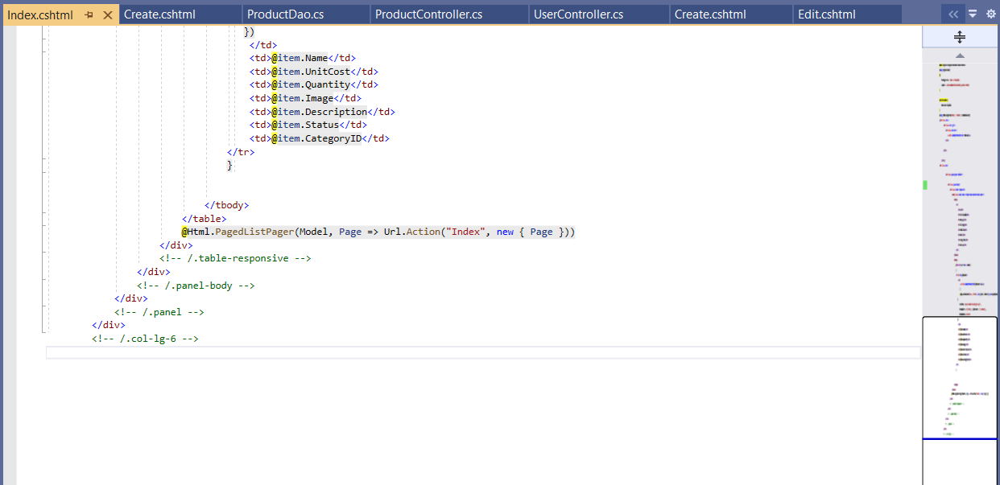 Index.cshtml Create.cshtml ProductDao.cs ProductController.cs UserController.cs Create.cshtml Edit.cshtml
})
</td>
<td>@item.Name</td>
<td>@item.UnitCost</td>
<td>@item.Quantity</td>
<td>@item.Image</td>
<td>@item.Description</td>
<td>@item.Status</td>
<td>@item.CategoryID</td>
</tr>
}
</tbody>
</table>
@Html.PagedListPager(Model, Page => Url.Action("Index", new { Page }))
</div>
<!-- /.table-responsive -->
</div>
<!-- /.panel-body -->
</div>
<!-- /.panel -->
</div>
<!-- /.col-lg-6 -->